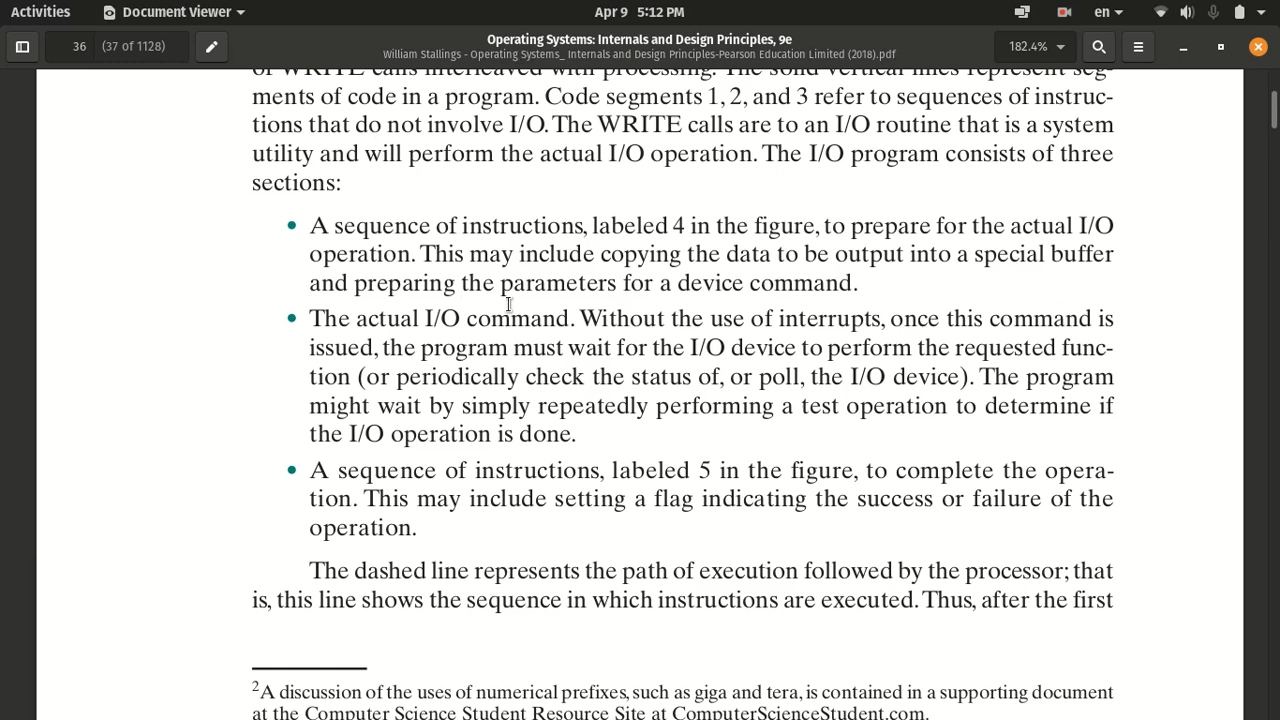 Activities
Document Viewer
Apr 9 5:12 PM
en
36
(37 of 1128)
Operating Systems: Internals and Design Principles, 9e
William Stallings - Operating Systems_ Internals and Design Principles-Pearson Education Limited (2018).pdf
182.4%
of WRITE calls interleaved with processing. The solid vertical lines represent seg-
ments of code in a program. Code segments 1, 2, and 3 refer to sequences of instruc-
tions that do not involve I/O. The WRITE calls are to an I/O routine that is a system
utility and will perform the actual I/O operation. The I/O program consists of three
sections:
• A sequence of instructions, labeled 4 in the figure, to prepare for the actual I/O
operation. This may include copying the data to be output into a special buffer
and preparing the parameters for a device command.
• The actual I/O command. Without the use of interrupts, once this command is
issued, the program must wait for the I/O device to perform the requested func-
tion (or periodically check the status of, or poll, the I/O device). The program
might wait by simply repeatedly performing a test operation to determine if
the I/O operation is done.
• A sequence of instructions, labeled 5 in the figure, to complete the opera-
tion. This may include setting a flag indicating the success or failure of the
operation.
The dashed line represents the path of execution followed by the processor; that
is, this line shows the sequence in which instructions are executed. Thus, after the first
2A discussion of the uses of numerical prefixes, such as giga and tera, is contained in a supporting document
at the Computer Science Student Resource Site at ComputerScienceStudent.com.